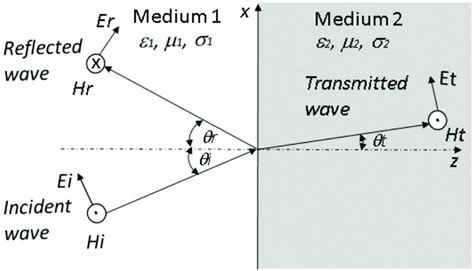 Er
Medium 1
x
Medium 2
Reflected
wave
ε1, μ1, σ1
ε2, μ2, σ2
x
Hr
Transmitted
wave
Et
θr
θi
θt
Ht
z
Ei
Incident
wave
Hi